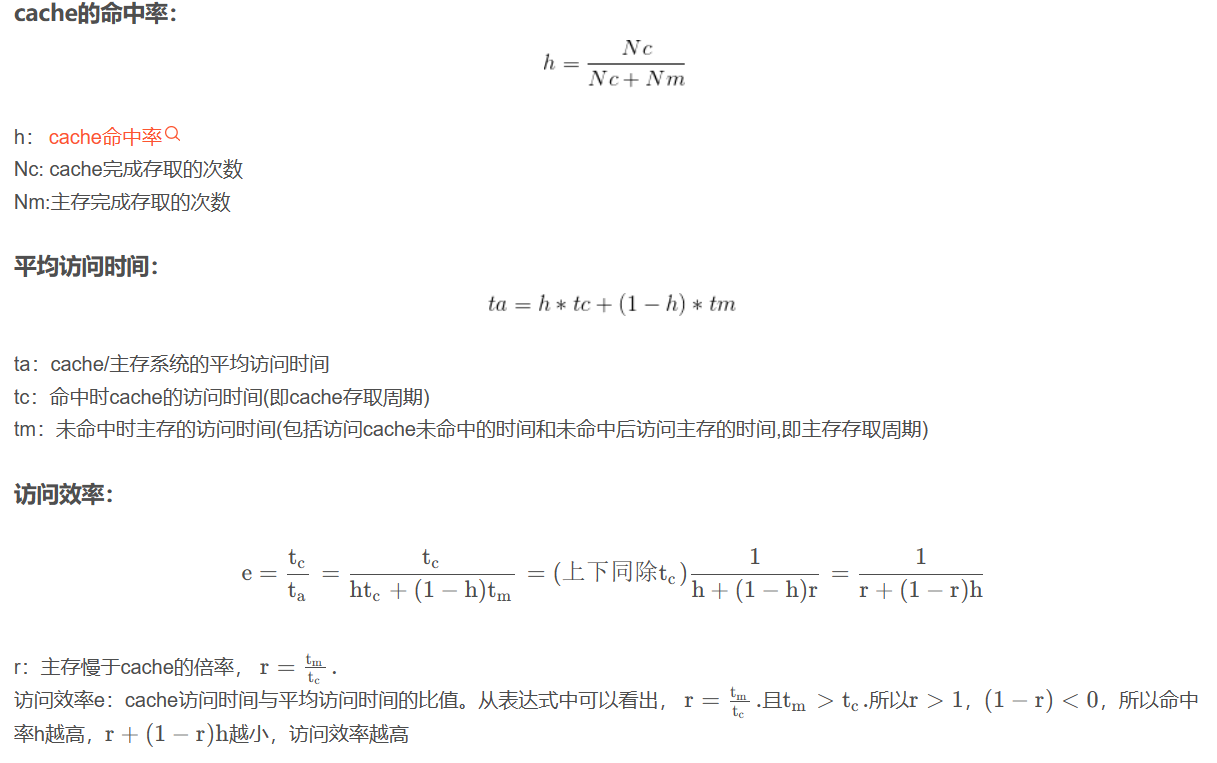 cache的命中率：
h = \frac{Nc}{Nc + Nm}
h： cache命中率
Nc: cache完成存取的次数
Nm:主存完成存取的次数
平均访问时间：
ta = h ∗ tc + (1 − h) ∗ tm
ta：cache/主存系统的平均访问时间
tc：命中时cache的访问时间(即cache存取周期)
tm：未命中时主存的访问时间(包括访问cache未命中的时间和未命中后访问主存的时间,即主存存取周期)
访问效率：
e = \frac{t_c}{t_a} = \frac{t_c}{ht_c + (1 − h)t_m} = (上下同除t_c) \frac{1}{h + (1 − h)r} = \frac{1}{r + (1 − r)h}
r：主存慢于cache的倍率， r = \frac{t_m}{t_c} .
访问效率e：cache访问时间与平均访问时间的比值。从表达式中可以看出， r = \frac{t_m}{t_c} .且t_m > t_c .所以r > 1，(1 − r) < 0，所以命中
率h越高，r + (1 − r)h越小，访问效率越高